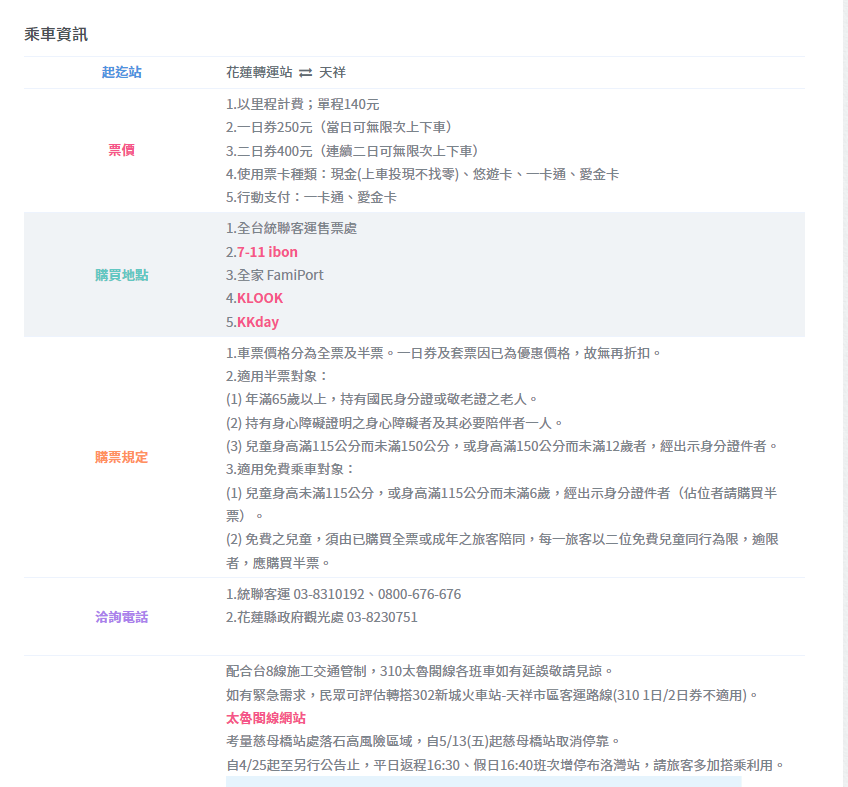 乘車資訊
起迄站
花蓮轉運站 ⇄ 天祥
票價
1.以里程計費；單程140元
2.一日券250元（當日可無限次上下車）
3.二日券400元（連續二日可無限次上下車）
4.使用票卡種類：現金(上車投現不找零)、悠遊卡、一卡通、愛金卡
5.行動支付：一卡通、愛金卡
購買地點
1.全台統聯客運售票處
2.7-11 ibon
3.全家 FamiPort
4.KLOOK
5.KKday
購票規定
1.車票價格分為全票及半票。一日券及套票因已為優惠價格，故無再折扣。
2.適用半票對象：
(1) 年滿65歲以上，持有國民身分證或敬老證之老人。
(2) 持有身心障礙證明之身心障礙者及其必要陪伴者一人。
(3) 兒童身高滿115公分而未滿150公分，或身高滿150公分而未滿12歲者，經出示身分證件者。
3.適用免費乘車對象：
(1) 兒童身高未滿115公分，或身高滿115公分而未滿6歲，經出示身分證件者（佔位者請購買半
票）。
(2) 免費之兒童，須由已購買全票或成年之旅客陪同，每一旅客以二位免費兒童同行為限，逾限
者，應購買半票。
洽詢電話
1.統聯客運 03-8310192、0800-676-676
2.花蓮縣政府觀光處 03-8230751
配合台8線施工交通管制，310太魯閣線各班車如有延誤敬請見諒。
如有緊急需求，民眾可評估轉搭302新城火車站-天祥市區客運路線(310 1日/2日券不適用)。
太魯閣線網站
考量慈母橋站處落石高風險區域，自5/13(五)起慈母橋站取消停靠。
自4/25起至另行公告止，平日返程16:30、假日16:40班次增停布洛灣站，請旅客多加搭乘利用。